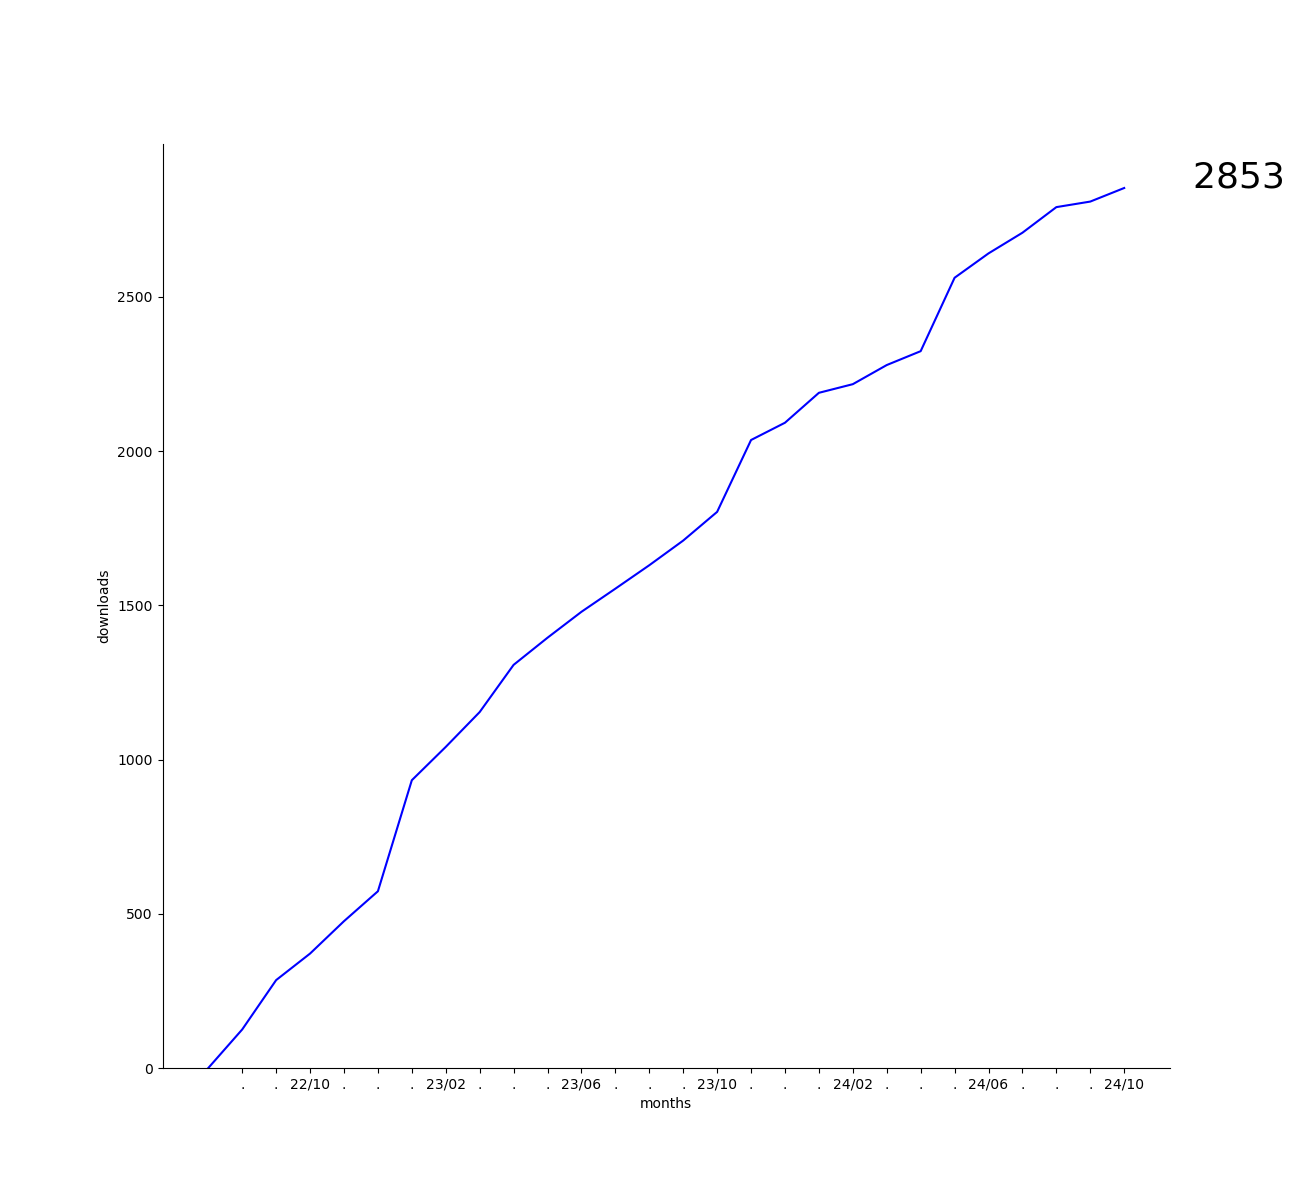 2853
2500
2000
1500
1000
500
0
downloads
. . 22/10 . . . 23/02 . . . 23/06 . . . 23/10 . . . 24/02 . . . 24/06 . . . 24/10
months